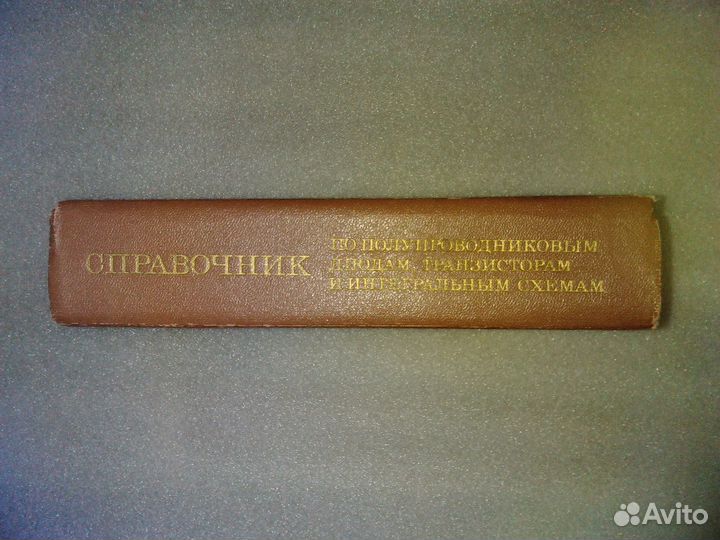 СПРАВОЧНИК
ПО ПОЛУПРОВОДНИКОВЫМ
ДИОДАМ, ТРАНЗИСТОРАМ
И ИНТЕГРАЛЬНЫМ СХЕМАМ
Avito